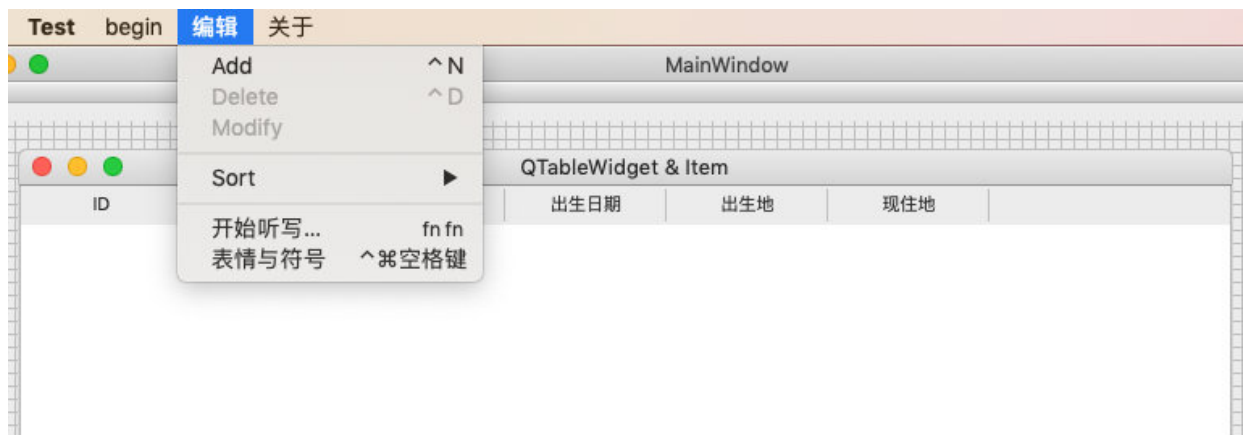 Test begin 编辑 关于
MainWindow
Add ^N
Delete ^D
Modify
QTableWidget & Item
Sort ▶
ID 出生日期 出生地 现住地
开始听写... fn fn
表情与符号 ^⌘空格键